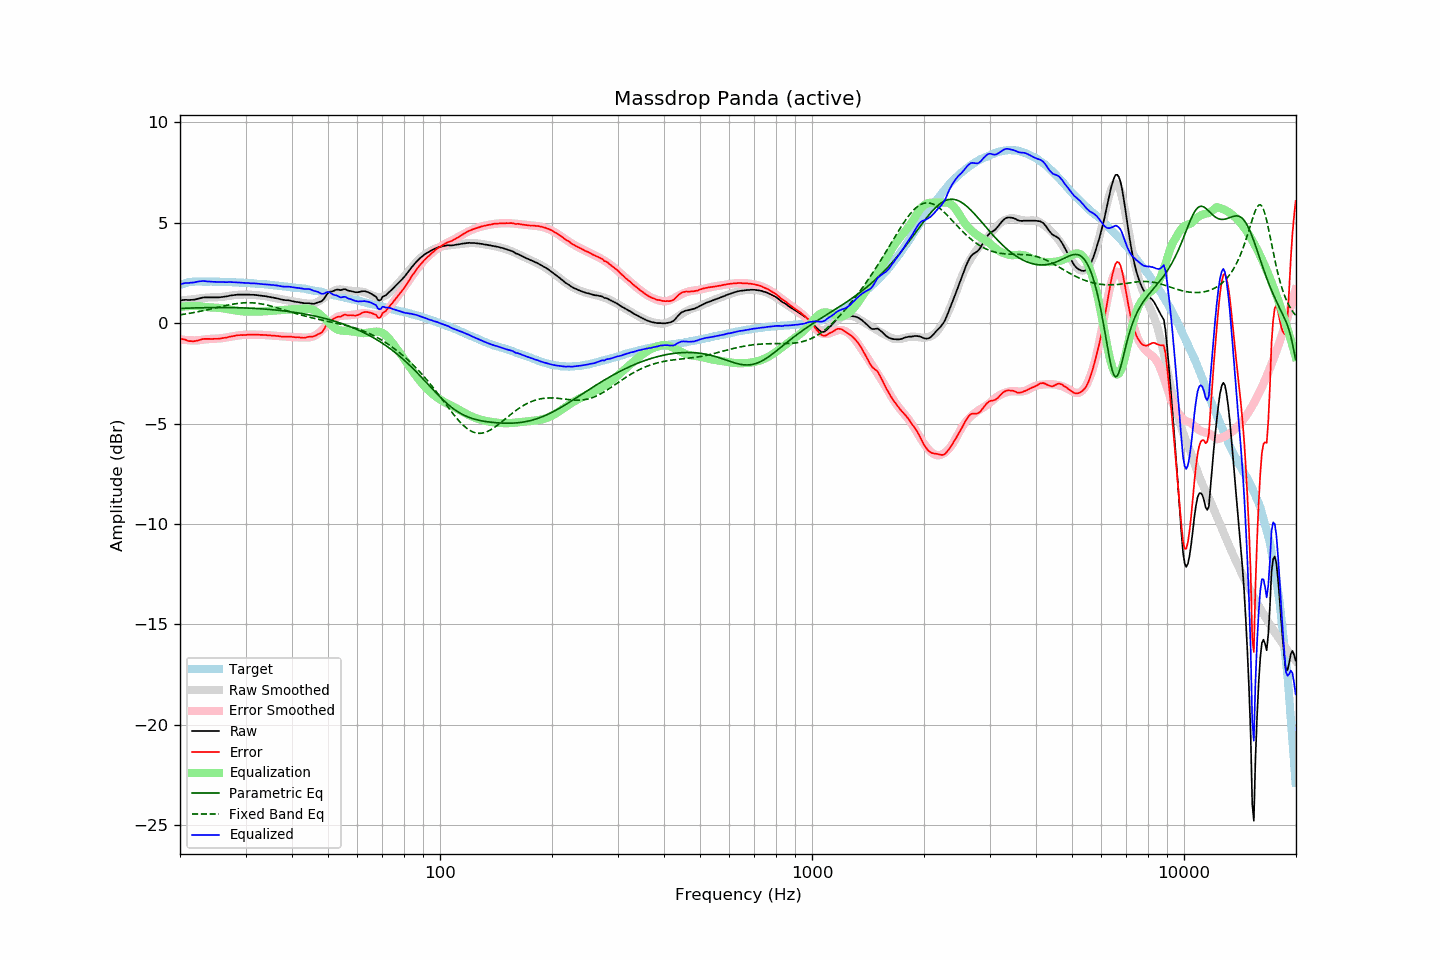 Massdrop Panda (active)
10
5
0
−5
−10
−15
−20
−25
Amplitude (dBr)
Target
Raw Smoothed
Error Smoothed
Raw
Error
Equalization
Parametric Eq
Fixed Band Eq
Equalized
100
1000
10000
Frequency (Hz)